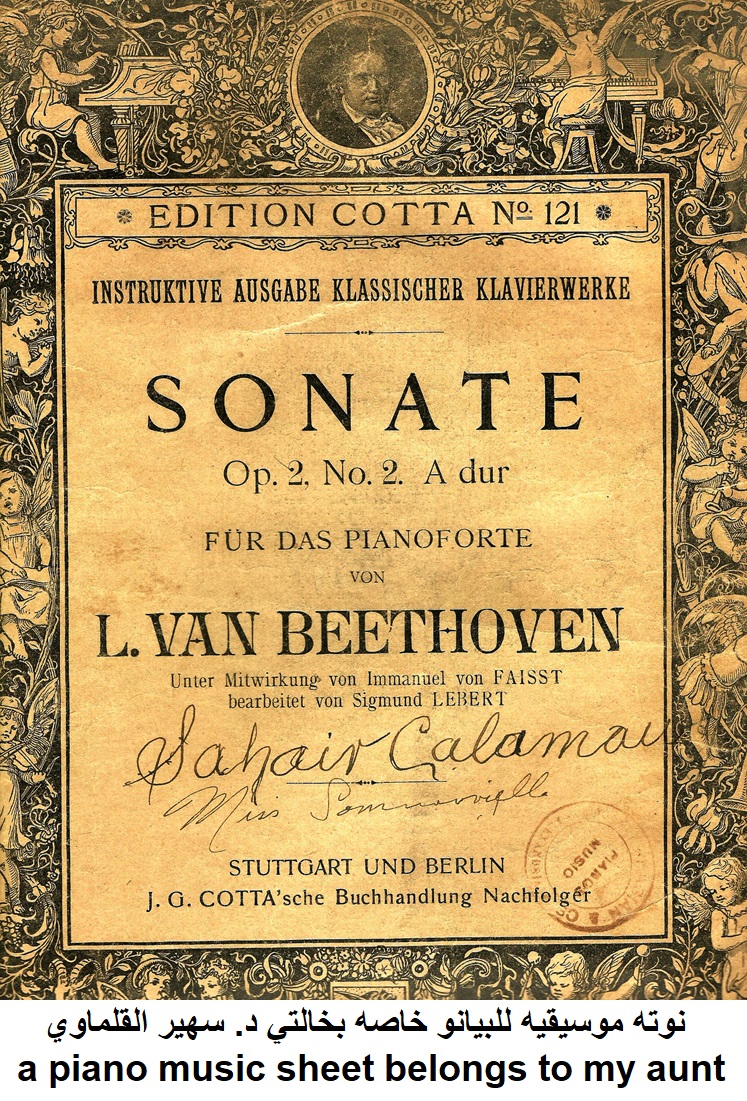 EDITION COTTA No. 121
INSTRUKTIVE AUSGABE KLASSISCHER KLAVIERWERKE
SONATE
Op. 2, No. 2. A dur
FÜR DAS PIANOFORTE
VON
L. VAN BEETHOVEN
Unter Mitwirkung von Immanuel von FAISST
bearbeitet von Sigmund LEBERT
Sahair Calamau
Miss
STUTTGART UND BERLIN
J. G. COTTA'sche Buchhandlung Nachfolger
PIANOS
MUSIC
نوته موسيقيه للبيانو خاصه بخالتي د. سهير القلماوي
a piano music sheet belongs to my aunt